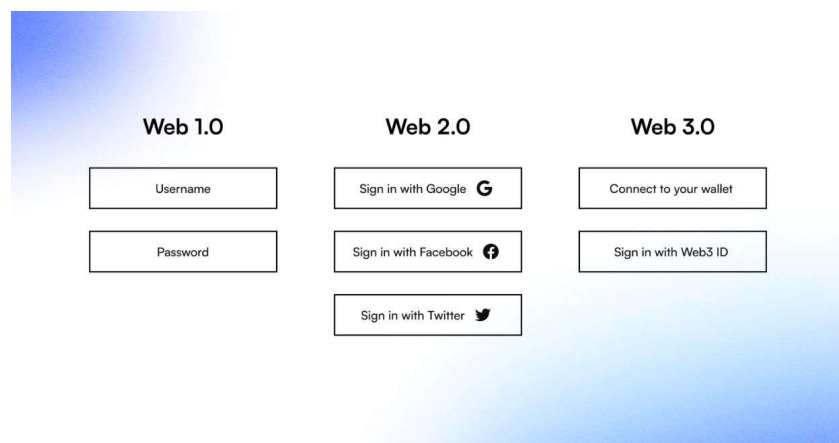 Web 1.0
Username
Password
Web 2.0
Sign in with Google
Sign in with Facebook
Sign in with Twitter
Web 3.0
Connect to your wallet
Sign in with Web3 ID